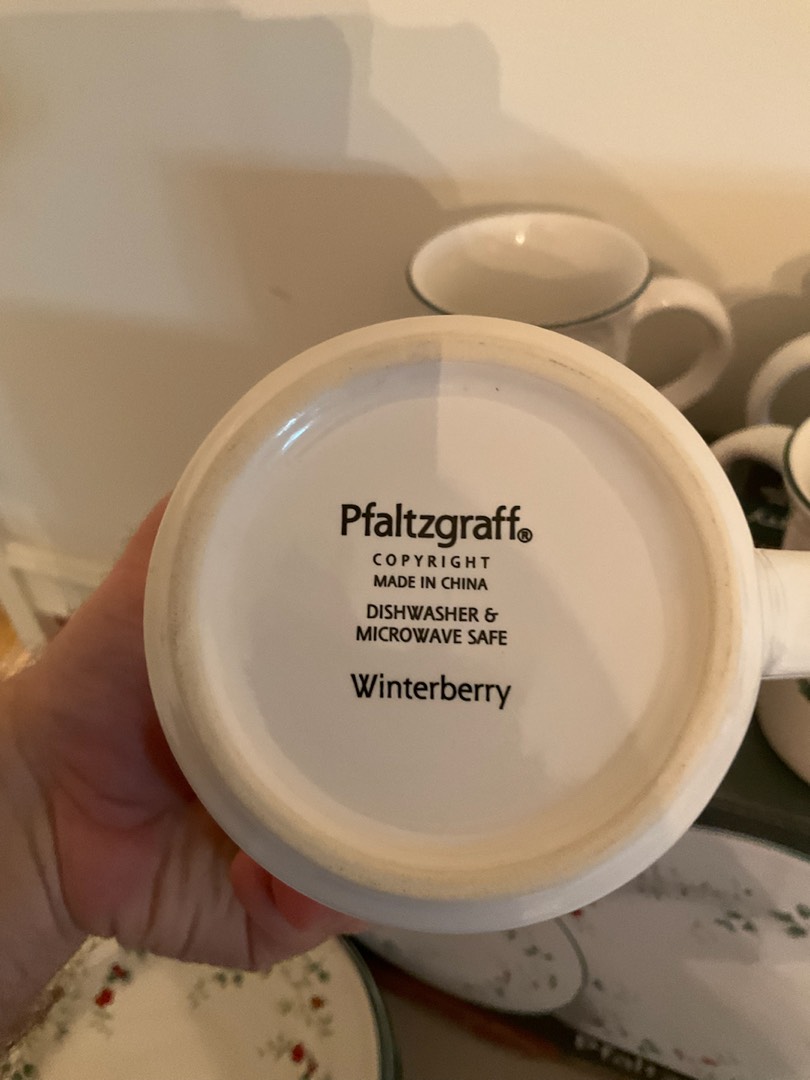 Pfaltzgraff®
COPYRIGHT
MADE IN CHINA
DISHWASHER &
MICROWAVE SAFE
Winterberry